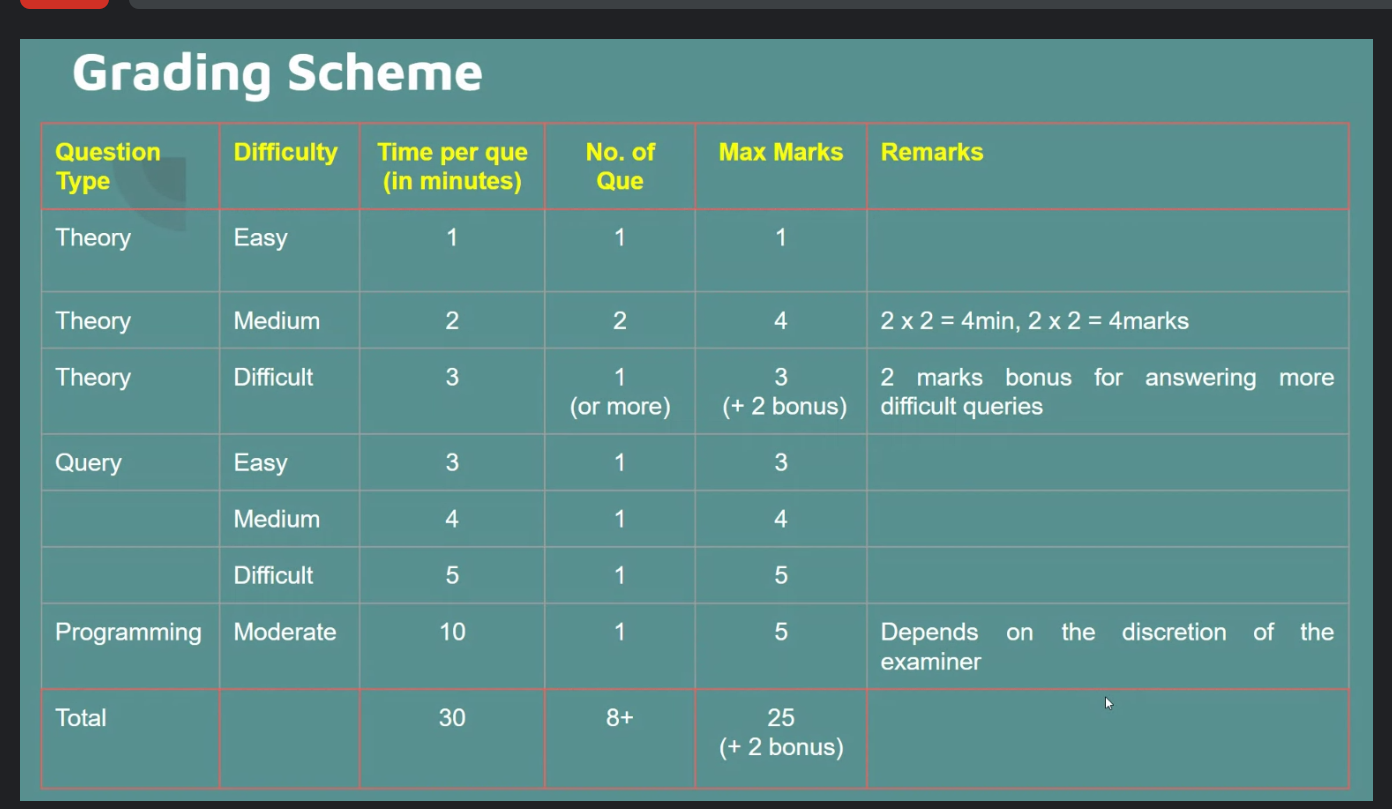 Grading Scheme
Question Type Difficulty Time per que (in minutes) No. of Que Max Marks Remarks
Theory Easy 1 1 1
Theory Medium 2 2 4 2 x 2 = 4min, 2 x 2 = 4marks
Theory Difficult 3 1 (or more) 3 (+ 2 bonus) 2 marks bonus for answering more difficult queries
Query Easy 3 1 3
Medium 4 1 4
Difficult 5 1 5
Programming Moderate 10 1 5 Depends on the discretion of the examiner
Total 30 8+ 25 (+ 2 bonus)